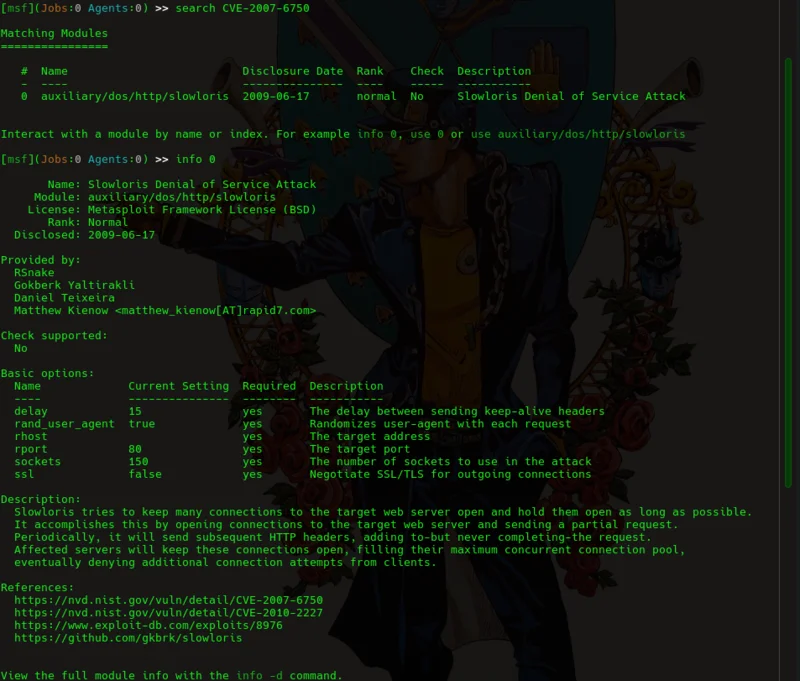 [msf](Jobs:0 Agents:0) >> search CVE-2007-6750
Matching Modules
================
# Name Disclosure Date Rank Check Description
- ---- --------------- ---- ----- -----------
0 auxiliary/dos/http/slowloris 2009-06-17 normal No Slowloris Denial of Service Attack
Interact with a module by name or index. For example info 0, use 0 or use auxiliary/dos/http/slowloris
[msf](Jobs:0 Agents:0) >> info 0
Name: Slowloris Denial of Service Attack
Module: auxiliary/dos/http/slowloris
License: Metasploit Framework License (BSD)
Rank: Normal
Disclosed: 2009-06-17
Provided by:
RSnake
Gokberk Yaltirakli
Daniel Teixeira
Matthew Kienow <matthew_kienow[AT]rapid7.com>
Check supported:
No
Basic options:
Name Current Setting Required Description
---- --------------- -------- -----------
delay 15 yes The delay between sending keep-alive headers
rand_user_agent true yes Randomizes user-agent with each request
rhost yes The target address
rport 80 yes The target port
sockets 150 yes The number of sockets to use in the attack
ssl false yes Negotiate SSL/TLS for outgoing connections
Description:
Slowloris tries to keep many connections to the target web server open and hold them open as long as possible.
It accomplishes this by opening connections to the target web server and sending a partial request.
Periodically, it will send subsequent HTTP headers, adding to-but never completing-the request.
Affected servers will keep these connections open, filling their maximum concurrent connection pool,
eventually denying additional connection attempts from clients.
References:
https://nvd.nist.gov/vuln/detail/CVE-2007-6750
https://nvd.nist.gov/vuln/detail/CVE-2010-2227
https://www.exploit-db.com/exploits/8976
https://github.com/gkbrk/slowloris
View the full module info with the info -d command.